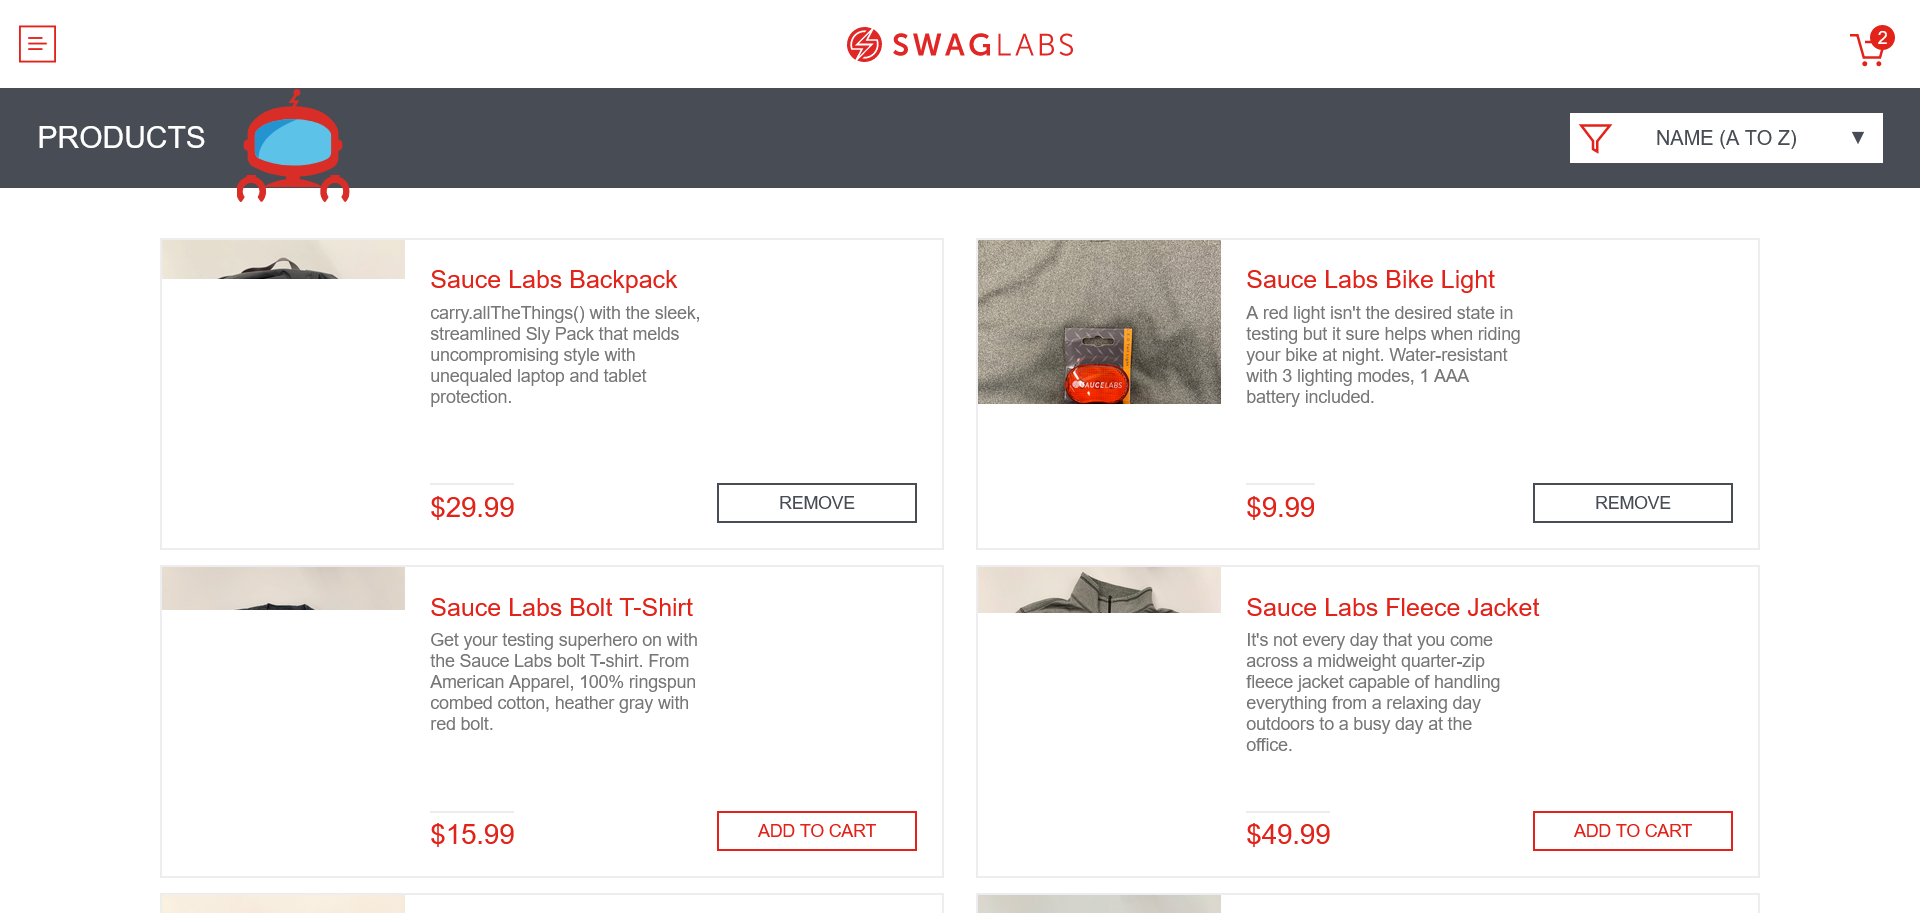 SWAGLABS
2
PRODUCTS
NAME (A TO Z)
Sauce Labs Backpack
carry.allTheThings() with the sleek,
streamlined Sly Pack that melds
uncompromising style with
unequaled laptop and tablet
protection.
$29.99
REMOVE
SAUCELABS
Sauce Labs Bike Light
A red light isn't the desired state in
testing but it sure helps when riding
your bike at night. Water-resistant
with 3 lighting modes, 1 AAA
battery included.
$9.99
REMOVE
Sauce Labs Bolt T-Shirt
Get your testing superhero on with
the Sauce Labs bolt T-shirt. From
American Apparel, 100% ringspun
combed cotton, heather gray with
red bolt.
$15.99
ADD TO CART
Sauce Labs Fleece Jacket
It's not every day that you come
across a midweight quarter-zip
fleece jacket capable of handling
everything from a relaxing day
outdoors to a busy day at the
office.
$49.99
ADD TO CART